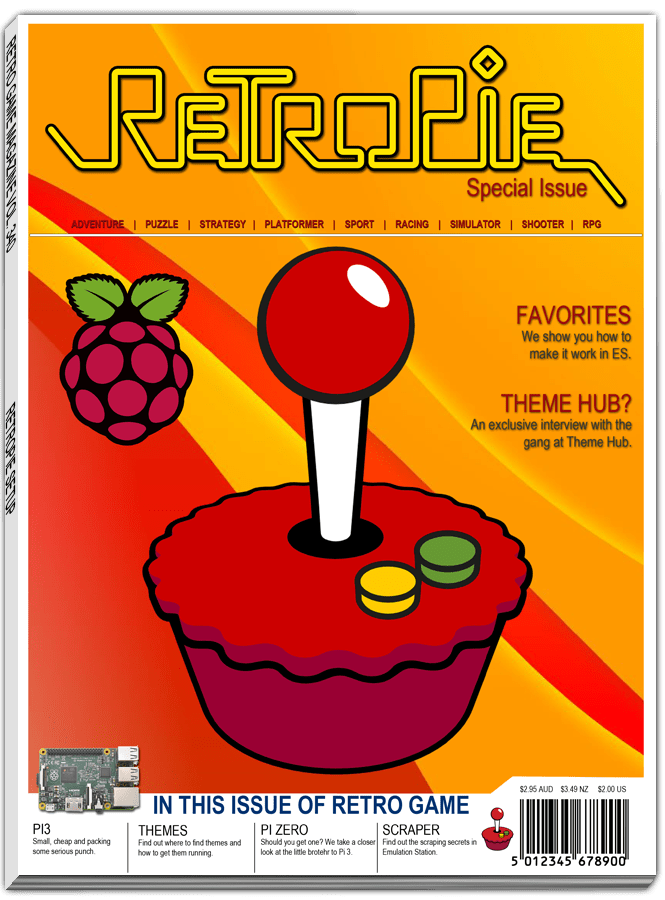 RETROPIE
Special Issue
ADVENTURE | PUZZLE | STRATEGY | PLATFORMER | SPORT | RACING | SIMULATOR | SHOOTER | RPG
FAVORITES
We show you how to
make it work in ES.
THEME HUB?
An exclusive interview with the
gang at Theme Hub.
IN THIS ISSUE OF RETRO GAME
PI3
Small, cheap and packing
some serious punch.
THEMES
Find out where to find themes and
how to get them running.
PI ZERO
Should you get one? We take a closer
look at the little brotehr to Pi 3.
SCRAPER
Find out the scraping secrets in
Emulation Station.
$2.95 AUD $3.49 NZ $2.00 US
5 012345 678900
RETRO GAME MAGAZINE
RETROPIE SETUP